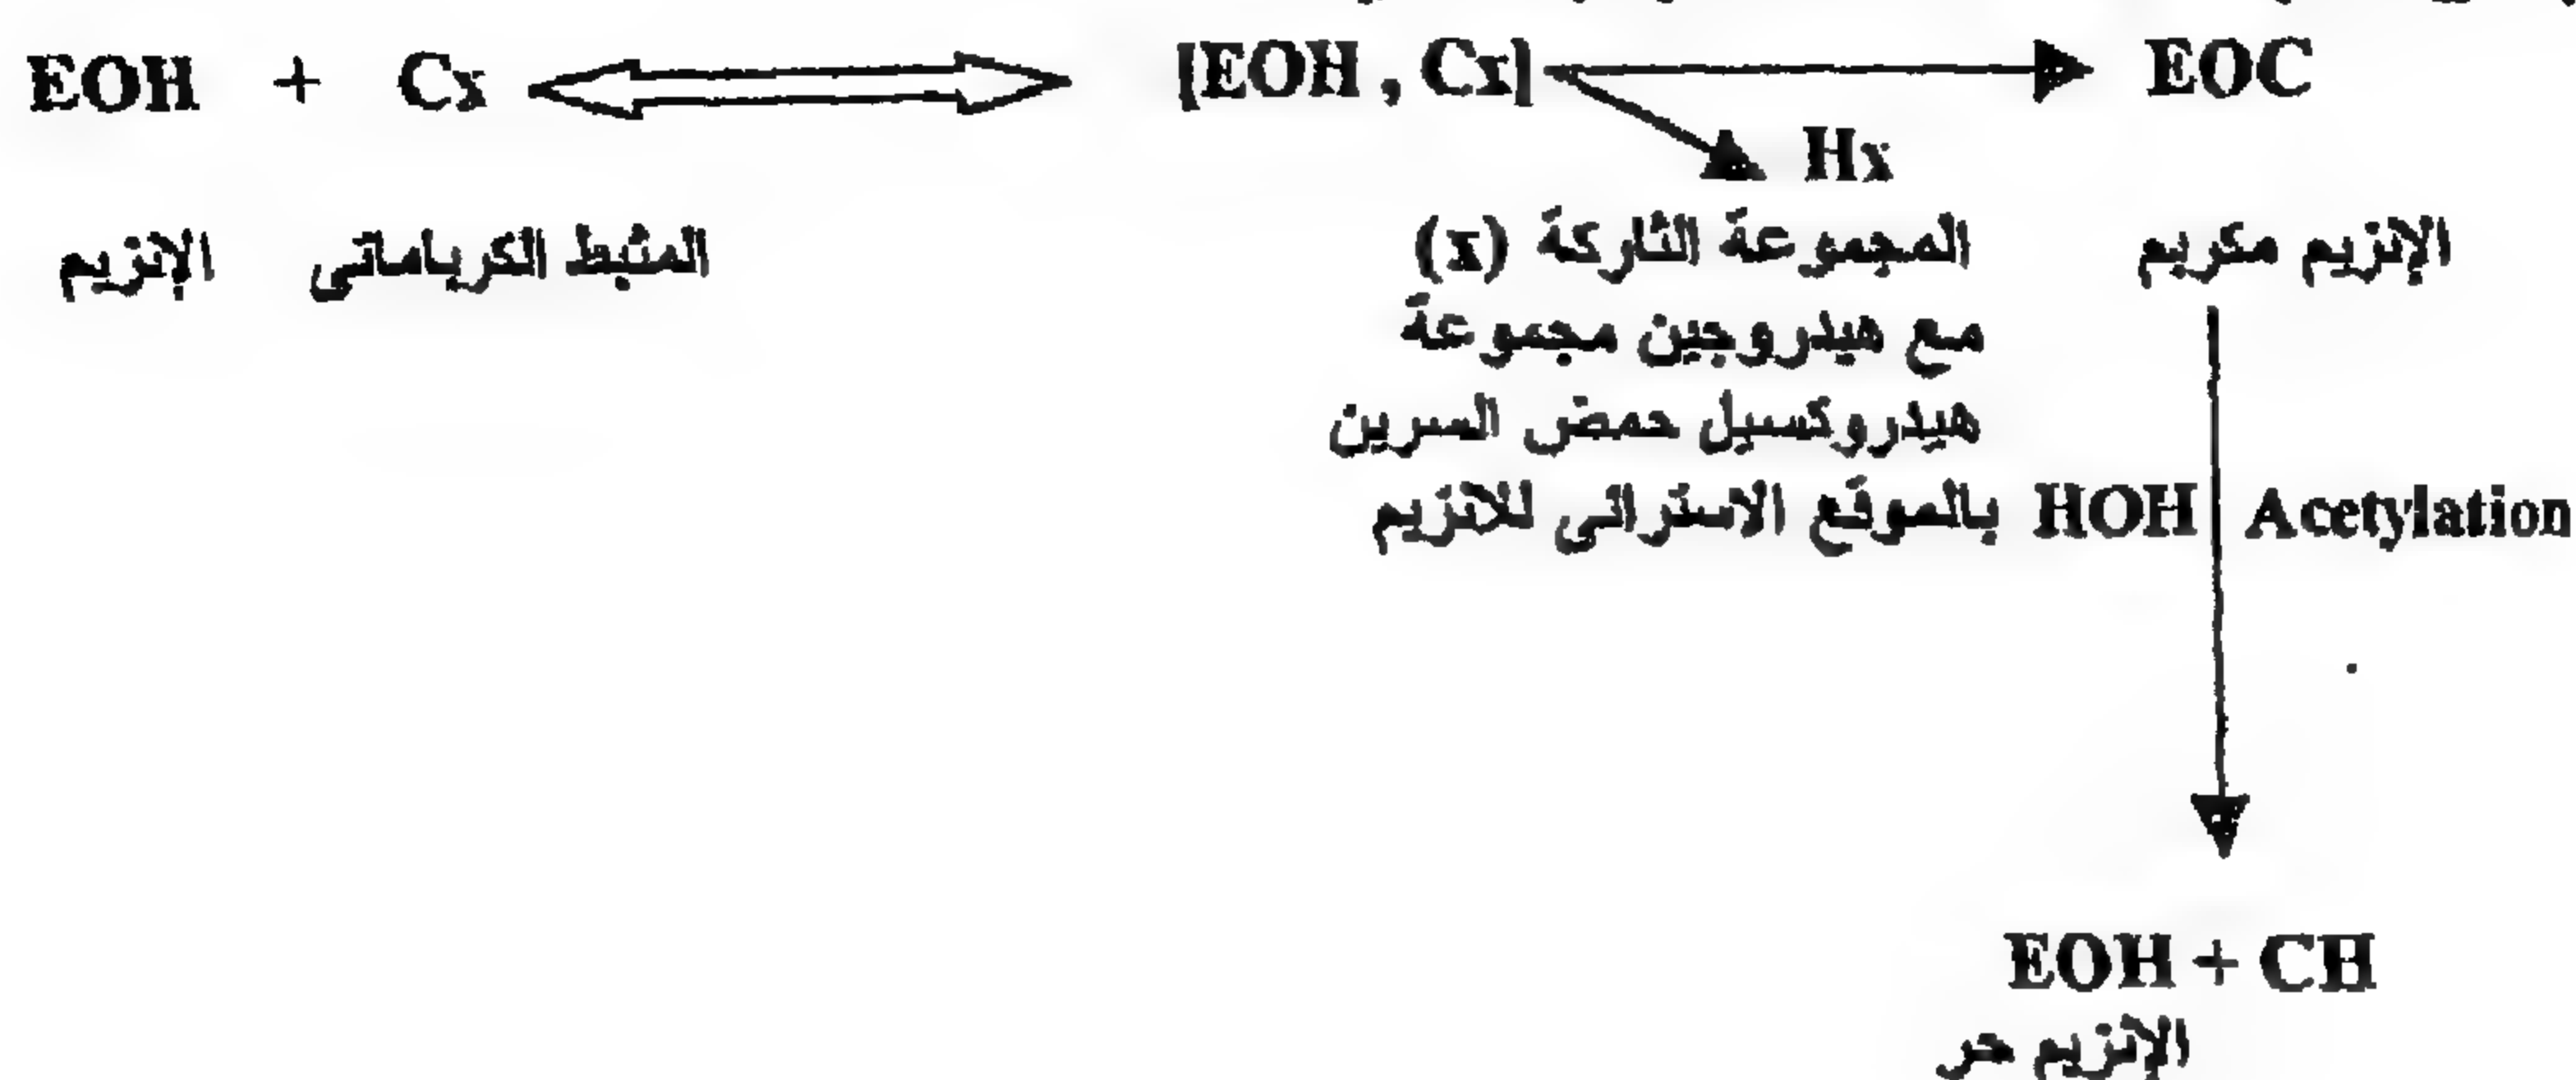 EOH + Cx [EOH , Cx] EOC
Hx
الإنزيم المثبط الكرباماتى المجموعة التاركة (x) الإنزيم مكربم
مع هيدروجين مجموعة
هيدروكسيل حمض السرين
بالموقع الاستراتى للانزيم HOH Acetylation
EOH + CH
الإنزيم حر